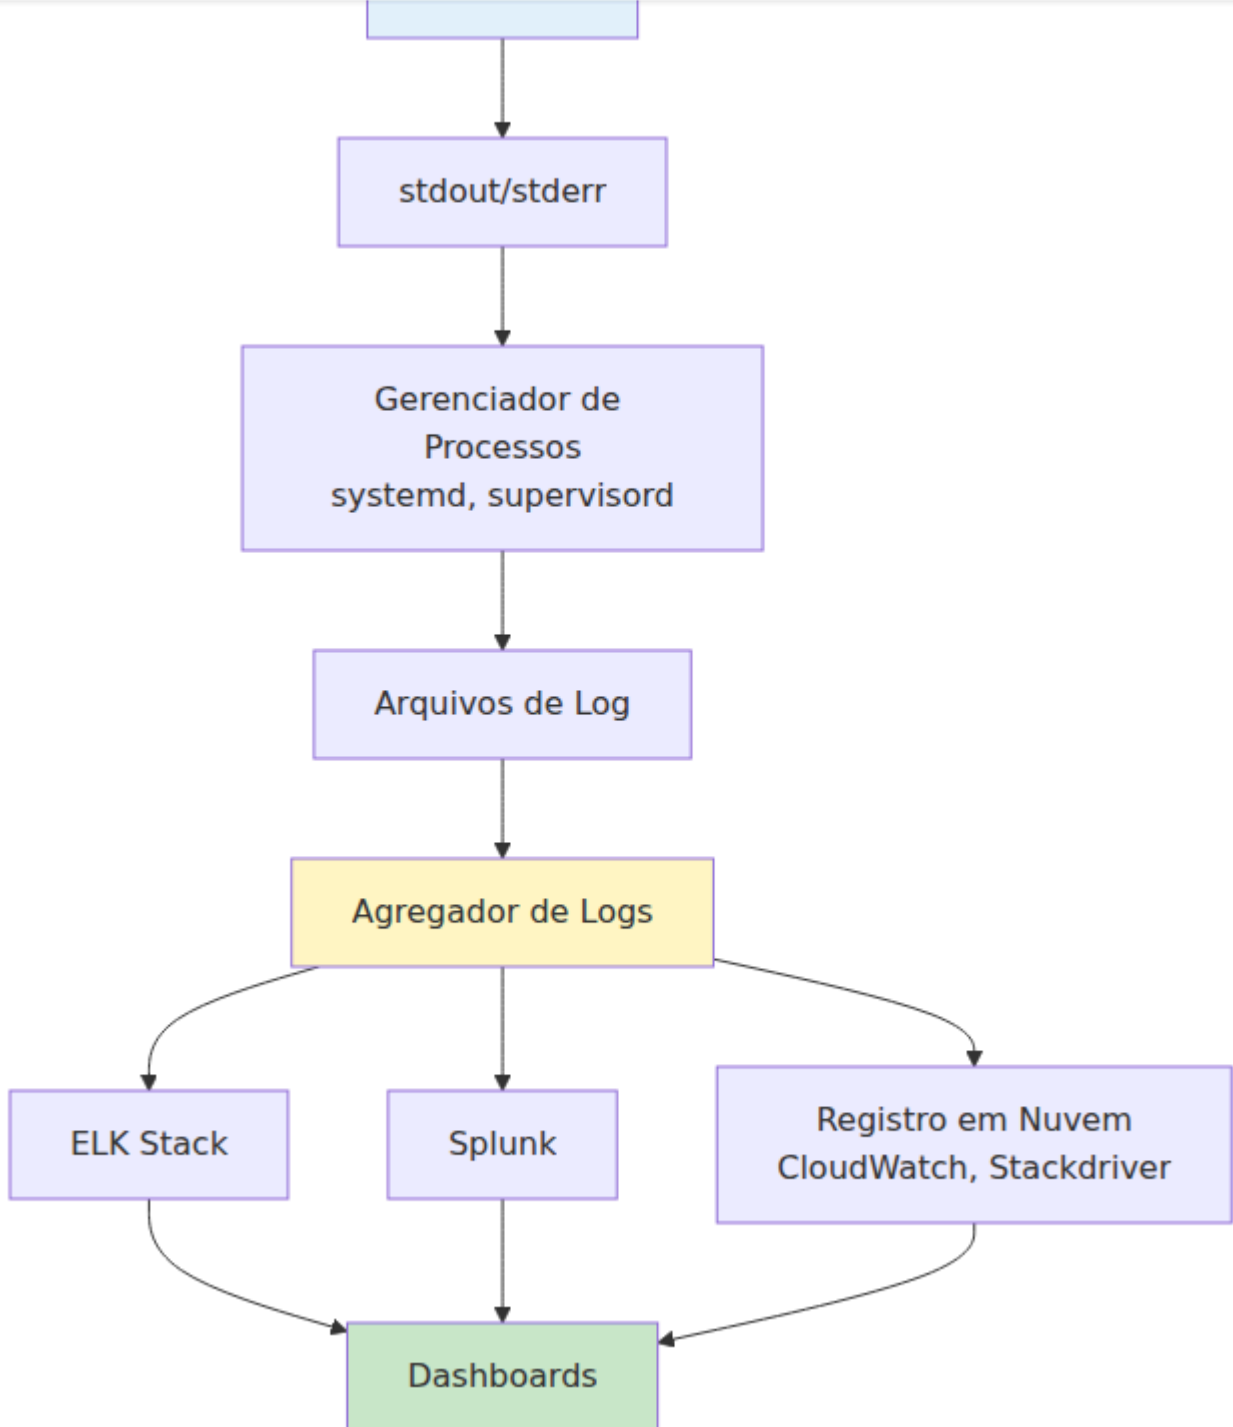 stdout/stderr
Gerenciador de
Processos
systemd, supervisord
Arquivos de Log
Agregador de Logs
ELK Stack
Splunk
Registro em Nuvem
CloudWatch, Stackdriver
Dashboards